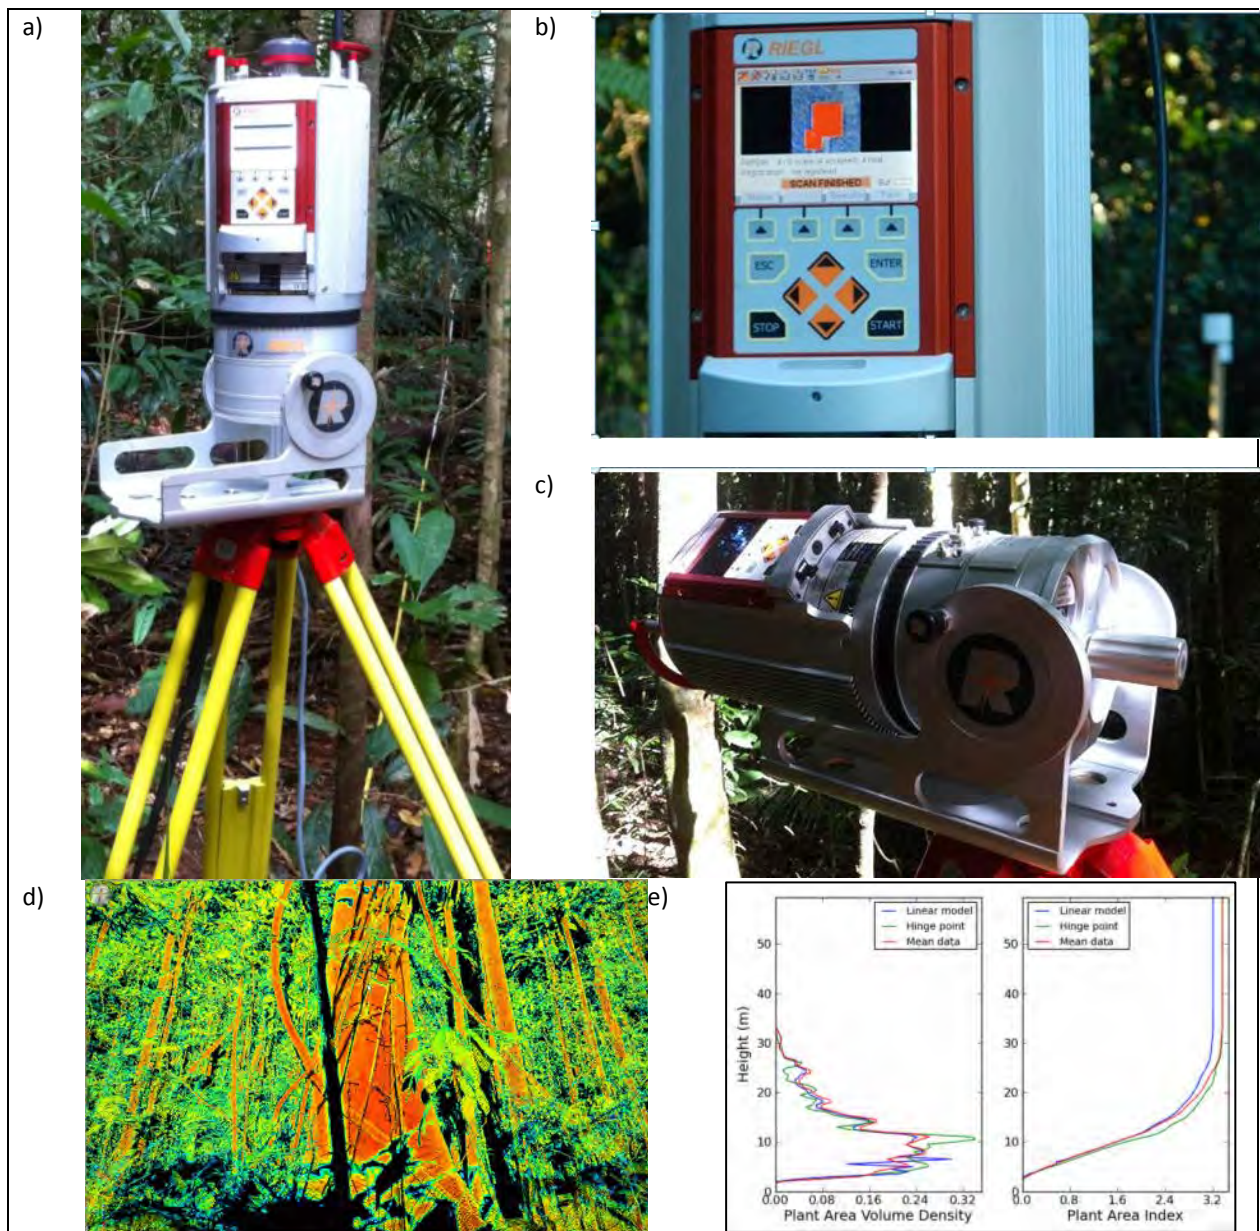 a)
RIEGL
R
b)
RIEGL
SCAN FINISHED
ESC
ENTER
STOP
START
c)
R
d)
e)
Linear model
Hinge point
Mean data
Linear model
Hinge point
Mean data
Height (m)
50
40
30
20
10
0
50
40
30
20
10
0
0.00 0.08 0.16 0.24 0.32
0.0 0.8 1.6 2.4 3.2
Plant Area Volume Density
Plant Area Index